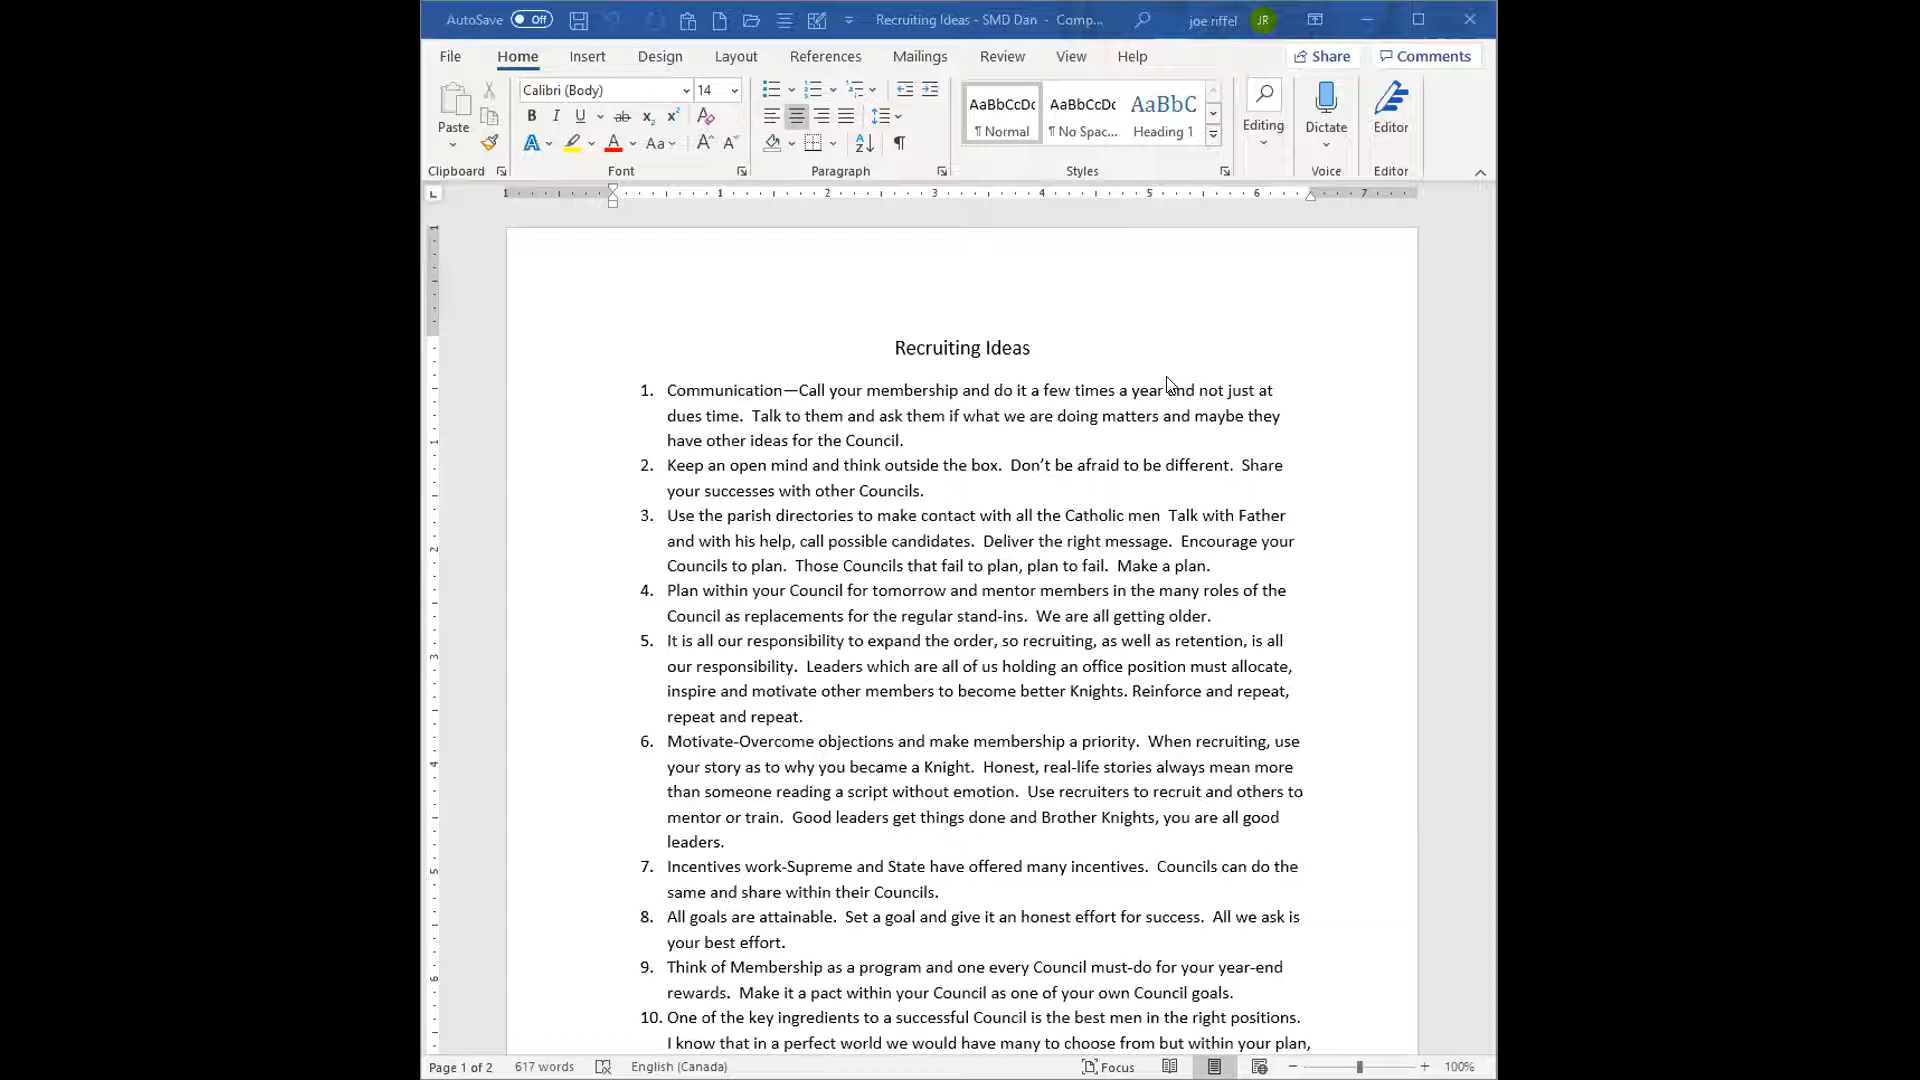 AutoSave Off Recruiting Ideas - SMD Dan - Comp... joe riffel JR
File Home Insert Design Layout References Mailings Review View Help Share Comments
Calibri (Body) 14
AaBbCcDc AaBbCcDc AaBbC
Paste B I U ab x₂ x² ¶ Normal ¶ No Spac... Heading 1 Editing Dictate Editor
A A Aa A A A Z ¶
Clipboard Font Paragraph Styles Voice Editor
1 1 2 3 4 5 6 7
Recruiting Ideas
1. Communication—Call your membership and do it a few times a year and not just at
dues time. Talk to them and ask them if what we are doing matters and maybe they
have other ideas for the Council.
2. Keep an open mind and think outside the box. Don’t be afraid to be different. Share
your successes with other Councils.
3. Use the parish directories to make contact with all the Catholic men Talk with Father
and with his help, call possible candidates. Deliver the right message. Encourage your
Councils to plan. Those Councils that fail to plan, plan to fail. Make a plan.
4. Plan within your Council for tomorrow and mentor members in the many roles of the
Council as replacements for the regular stand-ins. We are all getting older.
5. It is all our responsibility to expand the order, so recruiting, as well as retention, is all
our responsibility. Leaders which are all of us holding an office position must allocate,
inspire and motivate other members to become better Knights. Reinforce and repeat,
repeat and repeat.
6. Motivate-Overcome objections and make membership a priority. When recruiting, use
your story as to why you became a Knight. Honest, real-life stories always mean more
than someone reading a script without emotion. Use recruiters to recruit and others to
mentor or train. Good leaders get things done and Brother Knights, you are all good
leaders.
7. Incentives work-Supreme and State have offered many incentives. Councils can do the
same and share within their Councils.
8. All goals are attainable. Set a goal and give it an honest effort for success. All we ask is
your best effort.
9. Think of Membership as a program and one every Council must-do for your year-end
rewards. Make it a pact within your Council as one of your own Council goals.
10. One of the key ingredients to a successful Council is the best men in the right positions.
I know that in a perfect world we would have many to choose from but within your plan,
Page 1 of 2 617 words English (Canada) Focus 100%